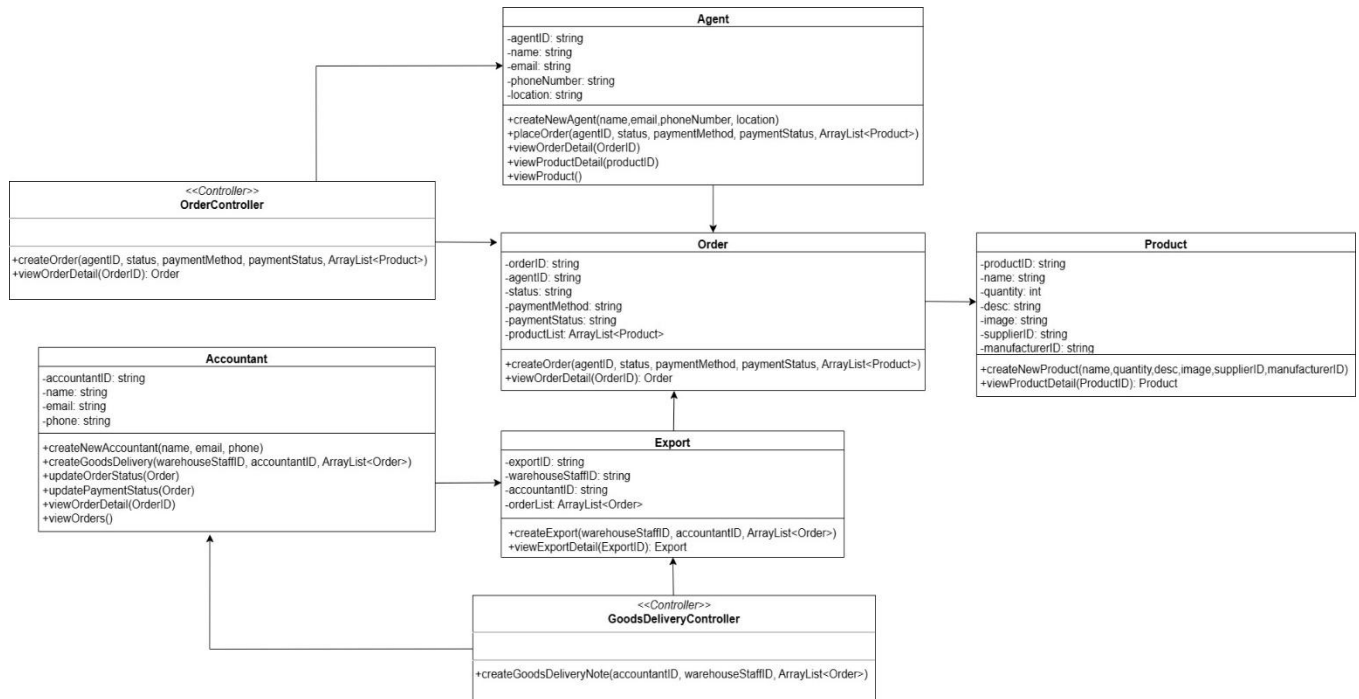 Agent
-agentID: string
-name: string
-email: string
-phoneNumber: string
-location: string
+createNewAgent(name,email,phoneNumber, location)
+placeOrder(agentID, status, paymentMethod, paymentStatus, ArrayList<Product>)
+viewOrderDetail(OrderID)
+viewProductDetail(productID)
+viewProduct()
<<Controller>>
OrderController
+createOrder(agentID, status, paymentMethod, paymentStatus, ArrayList<Product>)
+viewOrderDetail(OrderID): Order
Order
-orderID: string
-agentID: string
-status: string
-paymentMethod: string
-paymentStatus: string
-productList: ArrayList<Product>
+createOrder(agentID, status, paymentMethod, paymentStatus, ArrayList<Product>)
+viewOrderDetail(OrderID): Order
Product
-productID: string
-name: string
-quantity: int
-desc: string
-image: string
-supplierID: string
-manufacturerID: string
+createNewProduct(name,quantity,desc,image,supplierID,manufacturerID)
+viewProductDetail(ProductID): Product
Accountant
-accountantID: string
-name: string
-email: string
-phone: string
+createNewAccountant(name, email, phone)
+createGoodsDelivery(warehouseStaffID, accountantID, ArrayList<Order>)
+updateOrderStatus(Order)
+updatePaymentStatus(Order)
+viewOrderDetail(OrderID)
+viewOrders()
Export
-exportID: string
-warehouseStaffID: string
-accountantID: string
-orderList: ArrayList<Order>
+createExport(warehouseStaffID, accountantID, ArrayList<Order>)
+viewExportDetail(ExportID): Export
<<Controller>>
GoodsDeliveryController
+createGoodsDeliveryNote(accountantID, warehouseStaffID, ArrayList<Order>)